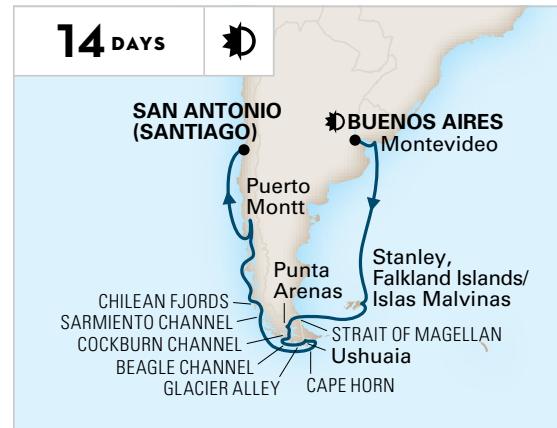 14 DAYS
SAN ANTONIO
(SANTIAGO)
BUENOS AIRES
Montevideo
Puerto
Montt
Stanley,
Falkland Islands/
Islas Malvinas
Punta
Arenas
CHILEAN FJORDS
SARMIENTO CHANNEL
COCKBURN CHANNEL
STRAIT OF MAGELLAN
Ushuaia
BEAGLE CHANNEL
GLACIER ALLEY
CAPE HORN